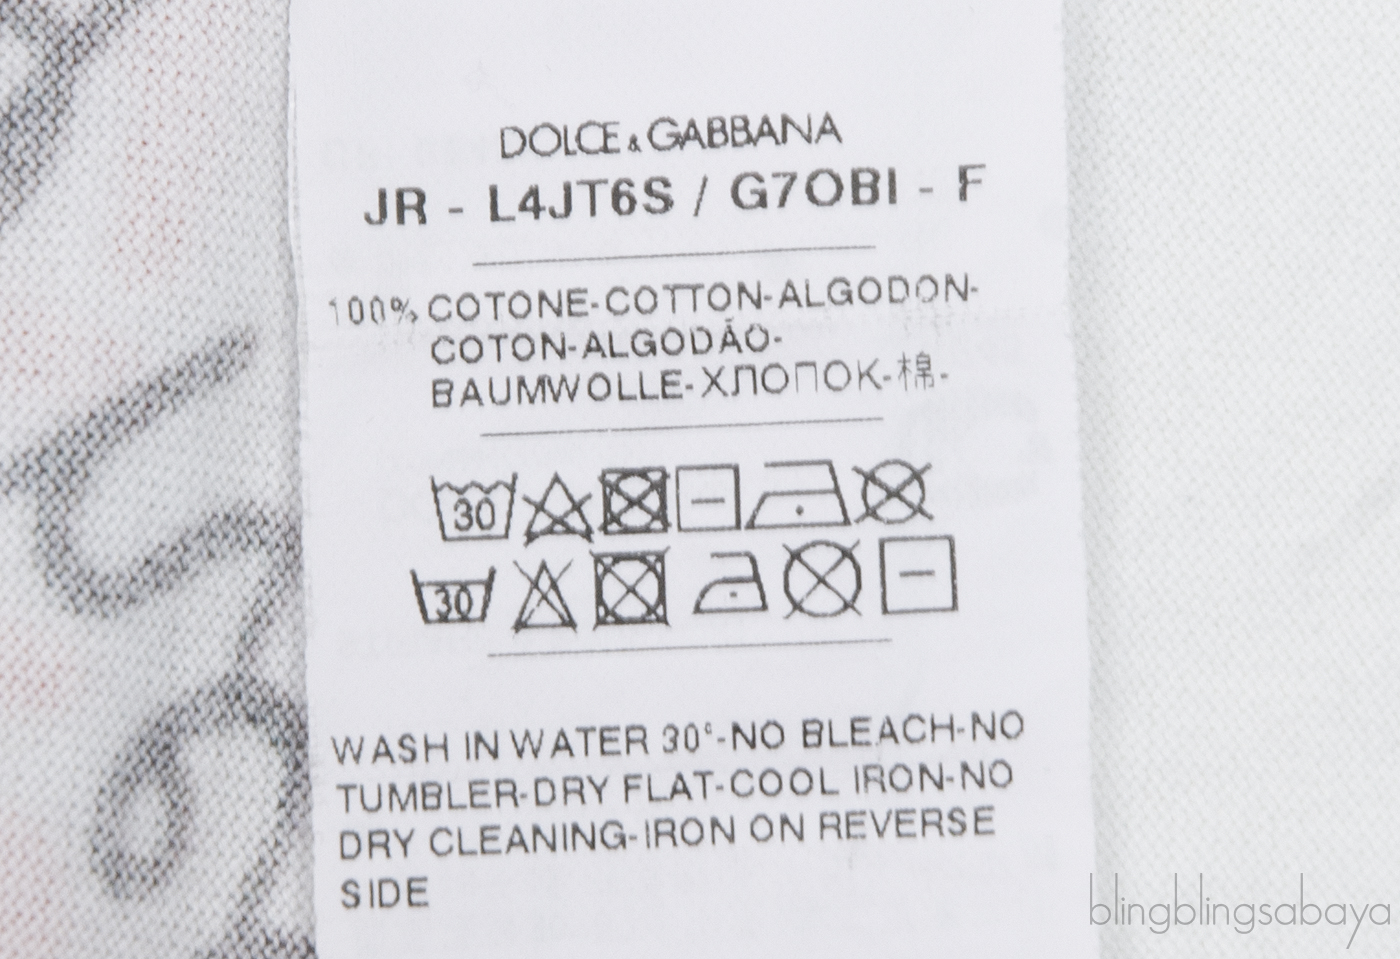 DOLCE & GABBANA
JR - L4JT6S / G7OBI - F
100% COTONE-COTTON-ALGODON-
COTON-ALGODÃO-
BAUMWOLLE-ХЛОПОК-棉-
30
30
WASH IN WATER 30°-NO BLEACH-NO
TUMBLER-DRY FLAT-COOL IRON-NO
DRY CLEANING-IRON ON REVERSE
SIDE
blingblingsabaya